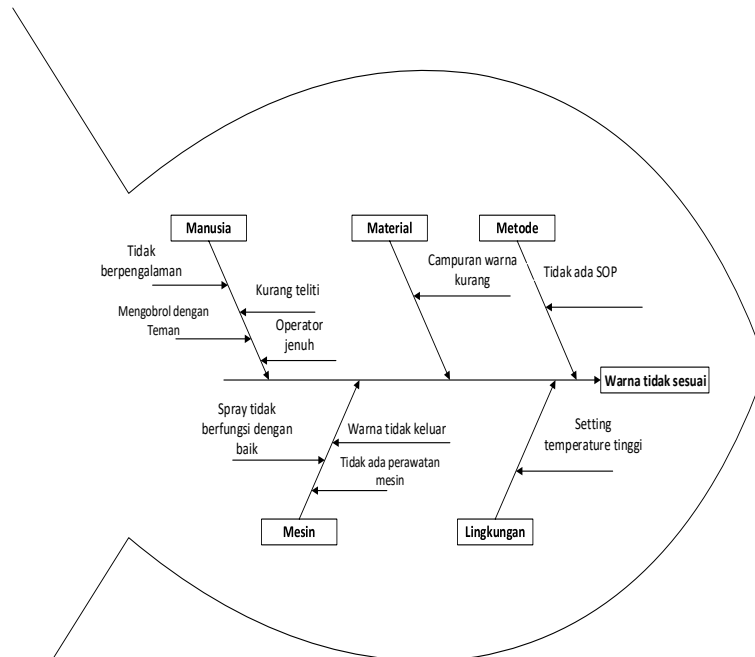 Manusia
Material
Metode
Tidak
berpengalaman
Kurang teliti
Mengobrol dengan
Teman
Operator
jenuh
Campuran warna
kurang
Tidak ada SOP
Warna tidak sesuai
Spray tidak
berfungsi dengan
baik
Warna tidak keluar
Tidak ada perawatan
mesin
Setting
temperature tinggi
Mesin
Lingkungan